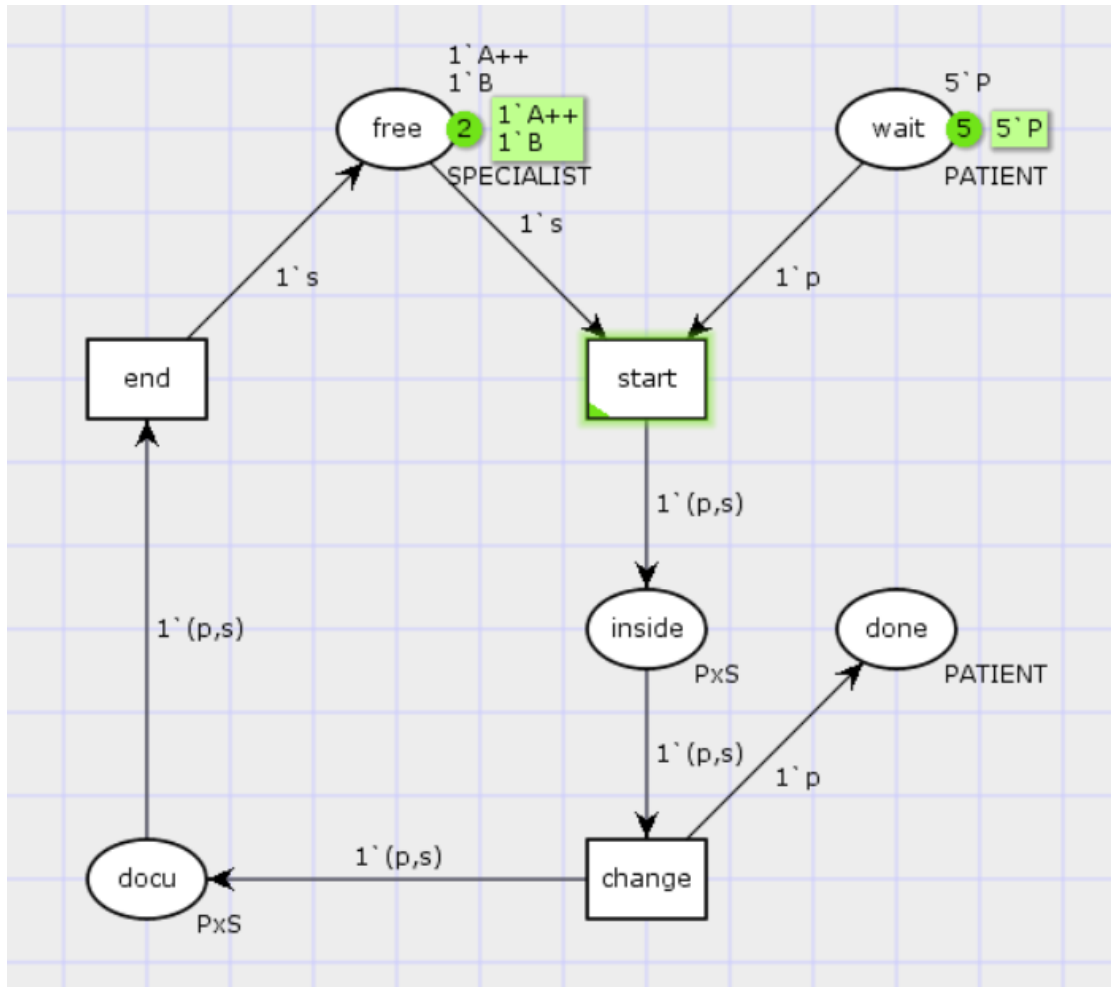 1`A++
1`B
free
2
1`A++
1`B
SPECIALIST
5`P
wait
5
5`P
PATIENT
1`s
1`s
1`p
end
start
1`(p,s)
1`(p,s)
inside
PxS
done
PATIENT
1`(p,s)
1`p
1`(p,s)
docu
PxS
change